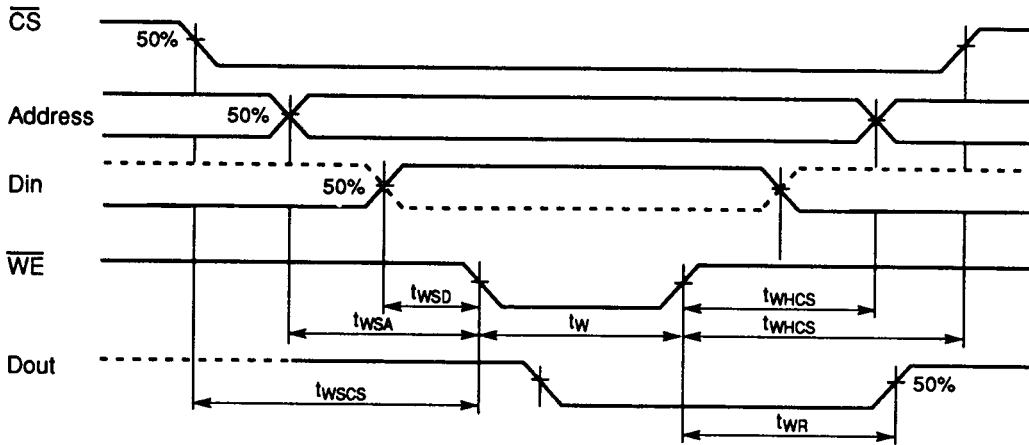 CS
50%
Address
50%
Din
50%
WE
tWSD
tWHCS
tWSA
tW
tWHCS
Dout
50%
tWSCS
tWR